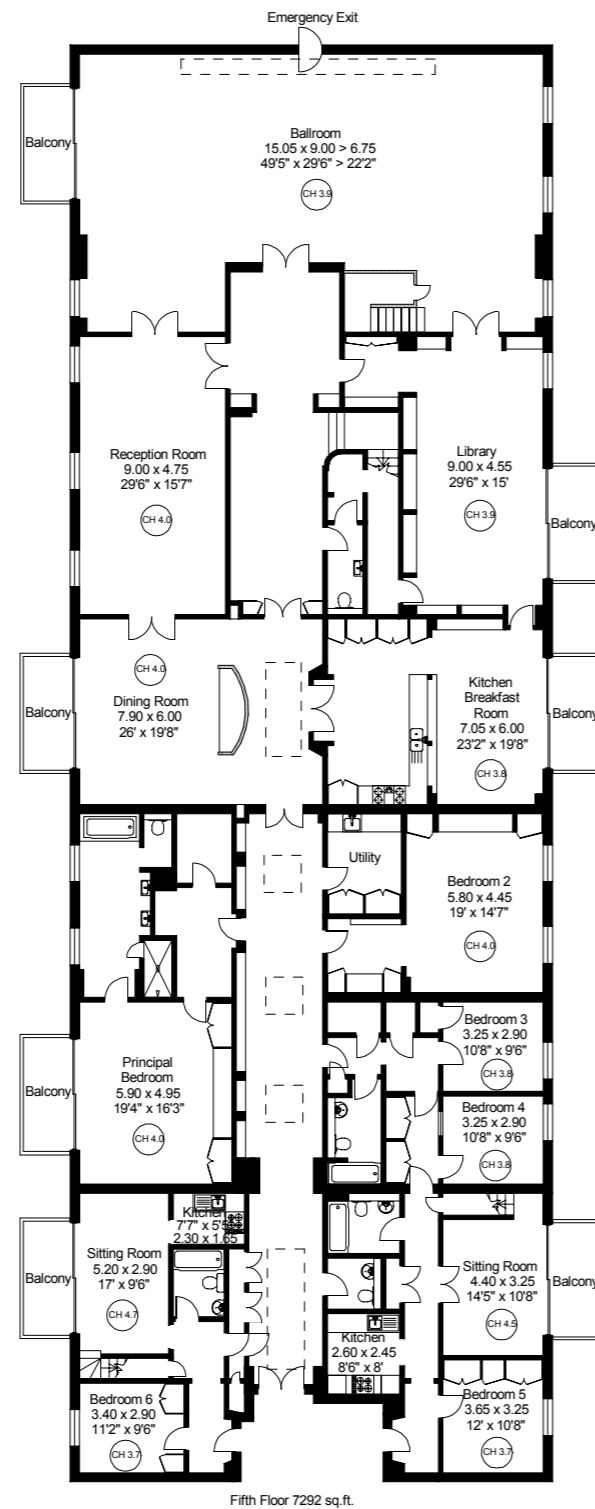 Emergency Exit
Balcony
Ballroom
15.05 x 9.00 > 6.75
49'5" x 29'6" > 22'2"
CH 3.9
Reception Room
9.00 x 4.75
29'6" x 15'7"
CH 4.0
Library
9.00 x 4.55
29'6" x 15'
CH 3.9
Balcony
CH 4.0
Dining Room
7.90 x 6.00
26' x 19'8"
Balcony
Kitchen
Breakfast
Room
7.05 x 6.00
23'2" x 19'8"
CH 3.8
Balcony
Utility
Bedroom 2
5.80 x 4.45
19' x 14'7"
CH 4.0
Principal
Bedroom
5.90 x 4.95
19'4" x 16'3"
CH 4.0
Balcony
Bedroom 3
3.25 x 2.90
10'8" x 9'6"
CH 3.8
Bedroom 4
3.25 x 2.90
10'8" x 9'6"
CH 3.8
Kitchen
7'7" x 5'5"
2.30 x 1.65
Sitting Room
5.20 x 2.90
17' x 9'6"
CH 4.7
Balcony
Sitting Room
4.40 x 3.25
14'5" x 10'8"
CH 4.5
Balcony
Kitchen
2.60 x 2.45
8'6" x 8'
Bedroom 6
3.40 x 2.90
11'2" x 9'6"
CH 3.7
Bedroom 5
3.65 x 3.25
12' x 10'8"
CH 3.7
Fifth Floor 7292 sq.ft.